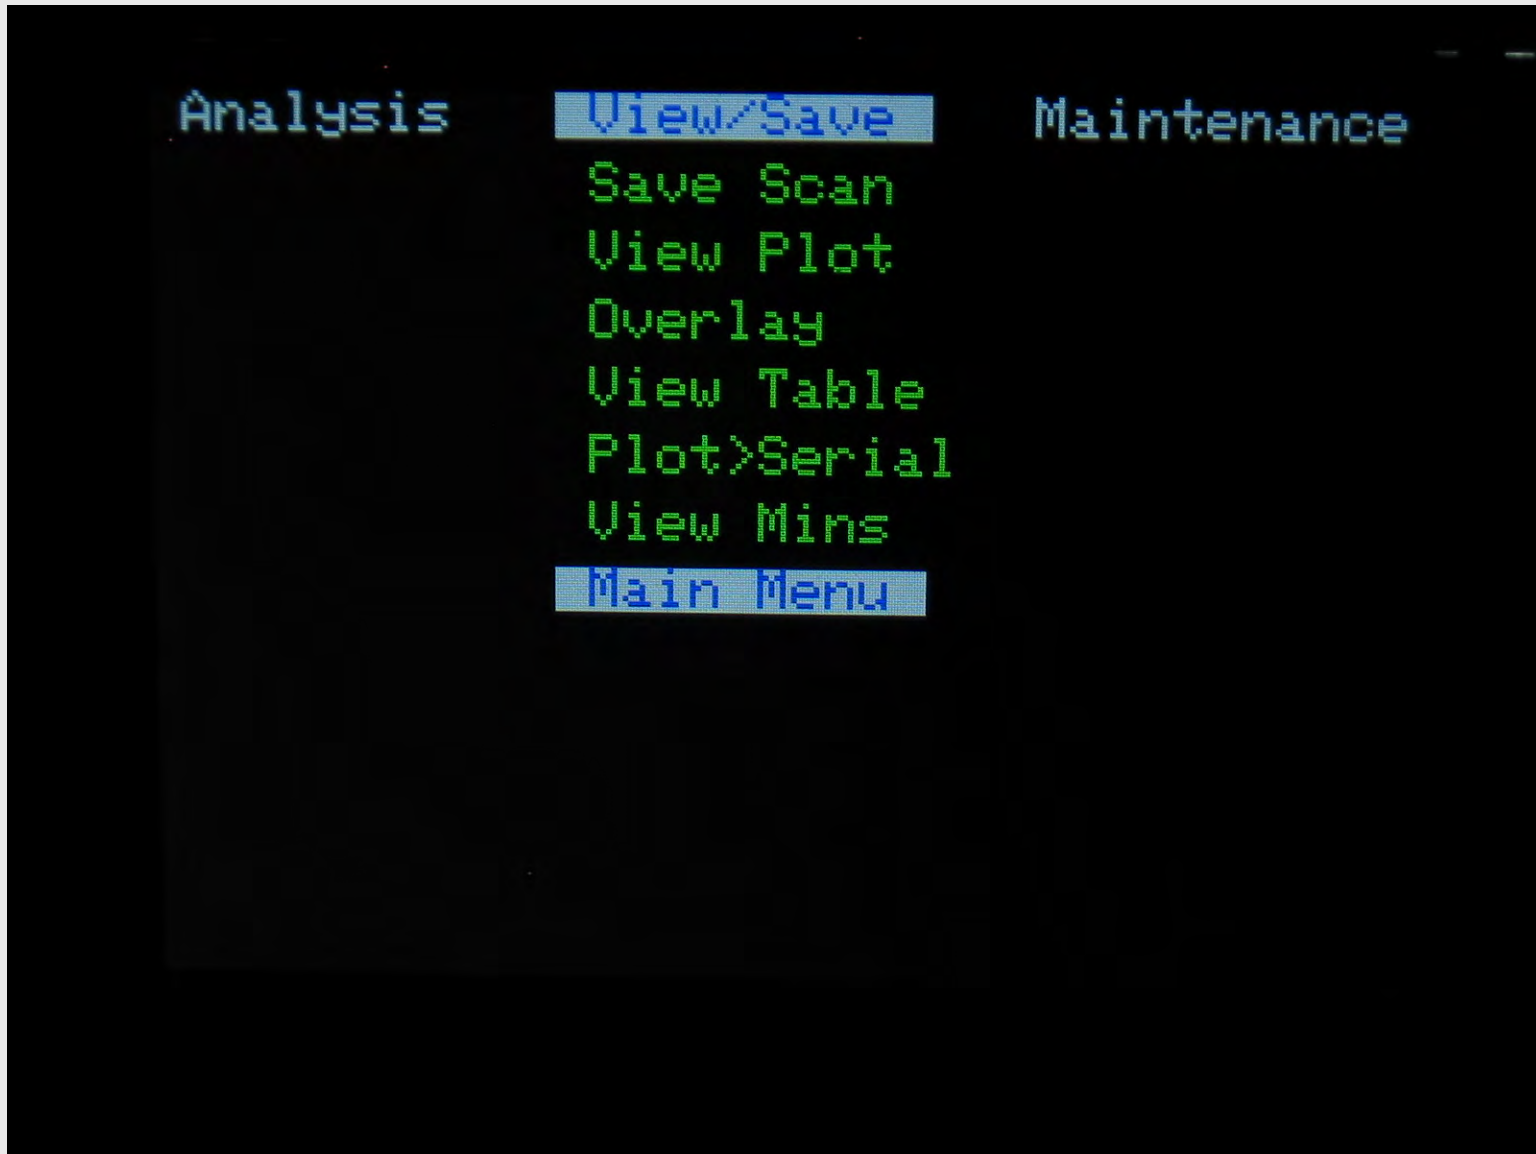 Analysis View/Save Maintenance
Save Scan
View Plot
Overlay
View Table
Plot>Serial
View Mins
Main Menu